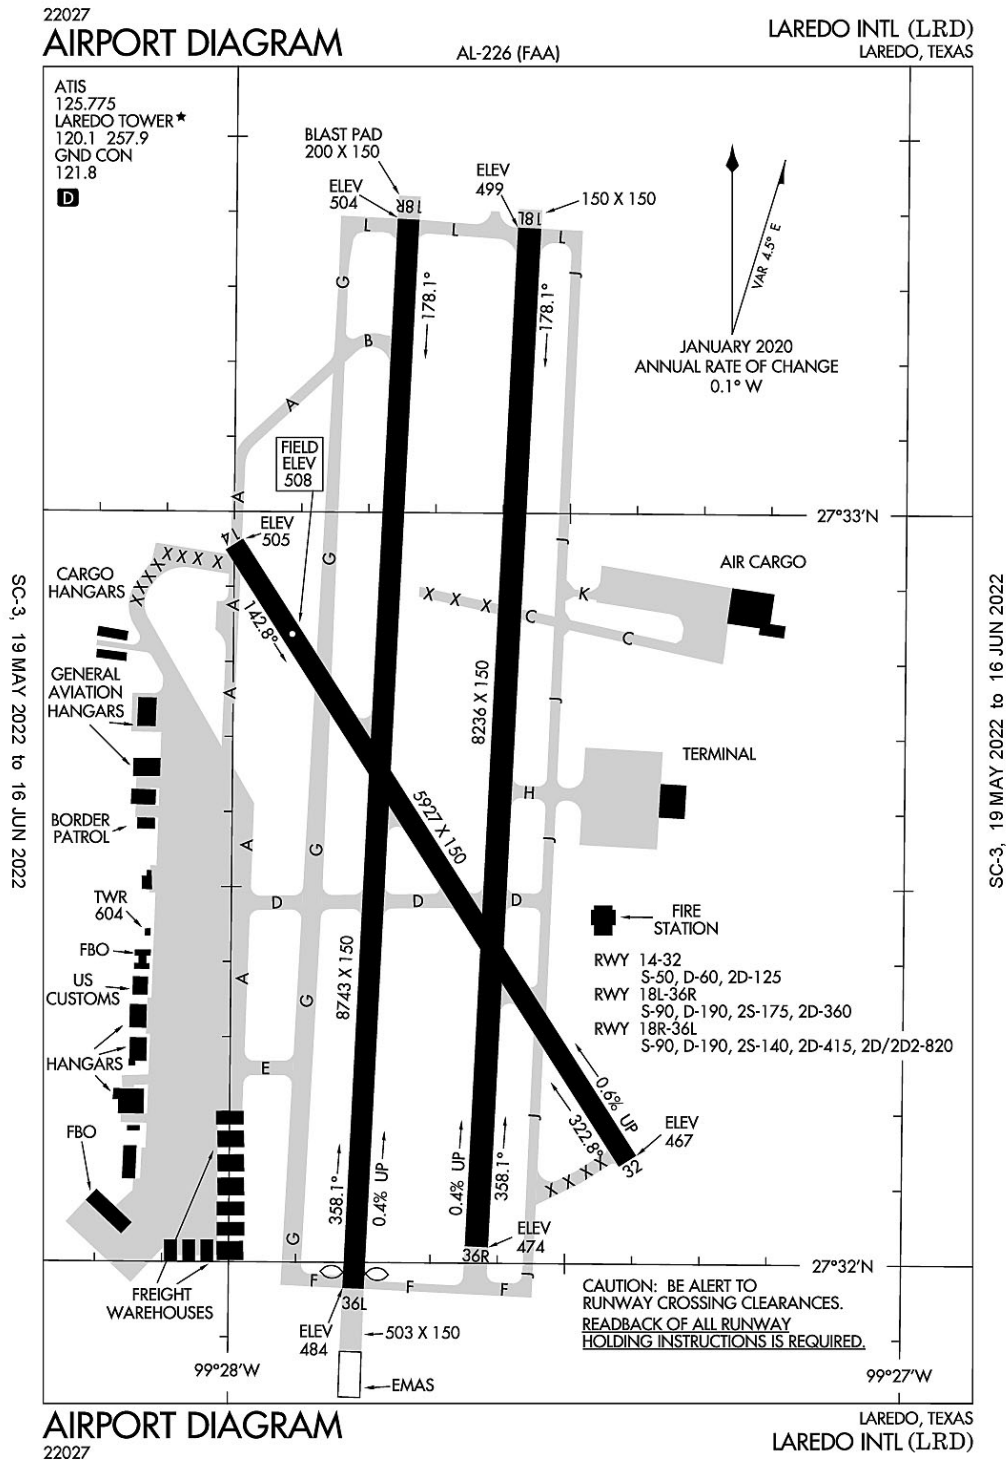 22027
AIRPORT DIAGRAM
AL-226 (FAA)
LAREDO INTL (LRD)
LAREDO, TEXAS
ATIS
125.775
LAREDO TOWER★
120.1 257.9
GND CON
121.8
D
BLAST PAD
200 X 150
ELEV
504
ELEV
499
150 X 150
18R
18L
L
L
L
J
G
178.1°
178.1°
B
A
VAR 4.5° E
JANUARY 2020
ANNUAL RATE OF CHANGE
0.1° W
FIELD
ELEV
508
A
ELEV
505
14
27°33'N
G
J
CARGO
HANGARS
X X X X X X X X X
A
142.8°
X X X
C
C
K
AIR CARGO
GENERAL
AVIATION
HANGARS
A
J
8236 X 150
TERMINAL
H
BORDER
PATROL
A
G
5927 X 150
J
TWR
604
D
D
D
FBO
US
CUSTOMS
A
G
8743 X 150
FIRE
STATION
RWY 14-32
S-50, D-60, 2D-125
RWY 18L-36R
S-90, D-190, 2S-175, 2D-360
RWY 18R-36L
S-90, D-190, 2S-140, 2D-415, 2D/2D2-820
HANGARS
E
0.6% UP
322.8°
J
ELEV
467
32
X X X X
FBO
358.1°
0.4% UP
0.4% UP
358.1°
G
ELEV
474
36R
27°32'N
F
F
F
J
36L
FREIGHT
WAREHOUSES
ELEV
484
503 X 150
EMAS
CAUTION: BE ALERT TO
RUNWAY CROSSING CLEARANCES.
READBACK OF ALL RUNWAY
HOLDING INSTRUCTIONS IS REQUIRED.
99°28'W
99°27'W
SC-3, 19 MAY 2022 to 16 JUN 2022
SC-3, 19 MAY 2022 to 16 JUN 2022
AIRPORT DIAGRAM
22027
LAREDO, TEXAS
LAREDO INTL (LRD)